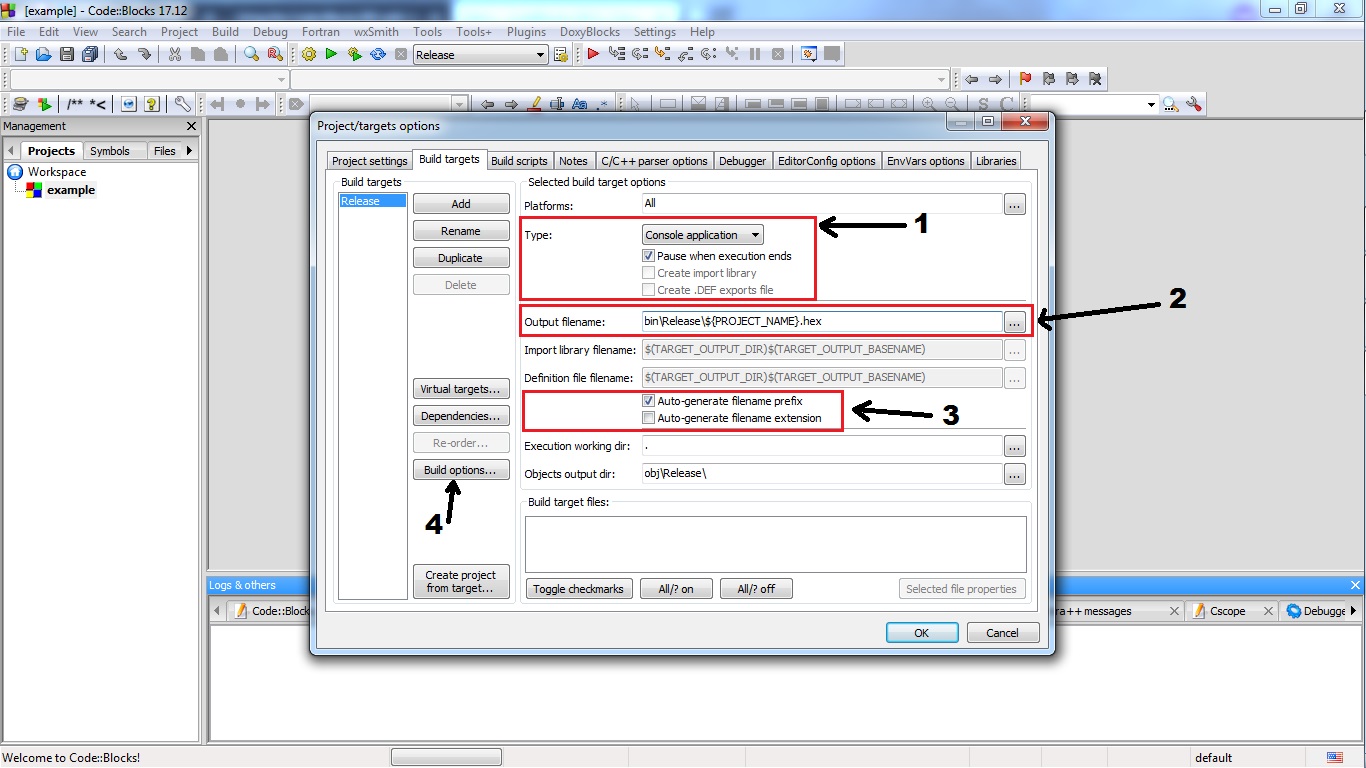 [example] - Code::Blocks 17.12
File Edit View Search Project Build Debug Fortran wxSmith Tools Tools+ Plugins DoxyBlocks Settings Help
Release
/** *<
S C
Management
Projects Symbols Files
Workspace
example
Project/targets options
Project settings Build targets Build scripts Notes C/C++ parser options Debugger EditorConfig options EnvVars options Libraries
Build targets
Release
Add
Rename
Duplicate
Delete
Virtual targets...
Dependencies...
Re-order...
Build options...
4
Create project
from target...
Selected build target options
Platforms: All ...
Type: Console application
1
Pause when execution ends
Create import library
Create .DEF exports file
Output filename: bin\Release\${PROJECT_NAME}.hex ...
2
Import library filename: $(TARGET_OUTPUT_DIR)$(TARGET_OUTPUT_BASENAME) ...
Definition file filename: $(TARGET_OUTPUT_DIR)$(TARGET_OUTPUT_BASENAME) ...
Auto-generate filename prefix
Auto-generate filename extension
3
Execution working dir: . ...
Objects output dir: obj\Release\ ...
Build target files:
Toggle checkmarks All/? on All/? off Selected file properties
OK Cancel
Logs & others
Code::Block ra++ messages Cscope Debugge
Welcome to Code::Blocks! default